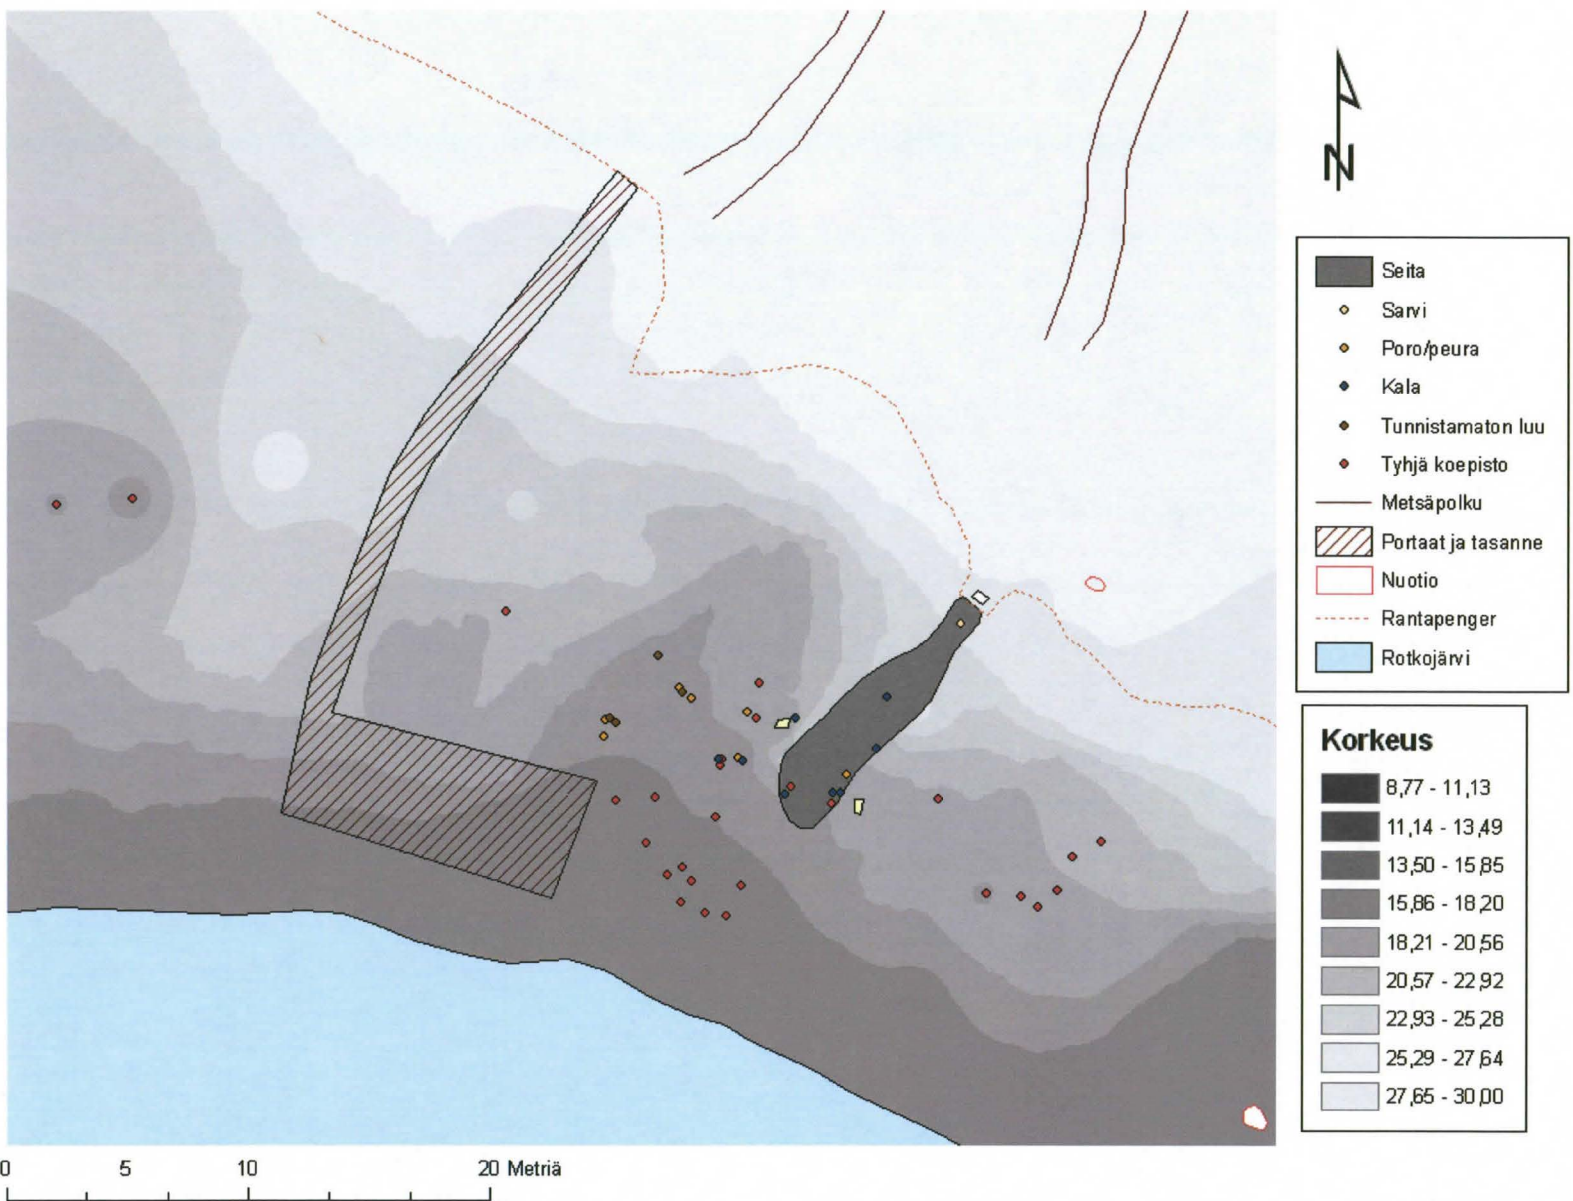 N
Seita
Sarvi
Poro/peura
Kala
Tunnistamaton luu
Tyhjä koepisto
Metsäpolku
Portaat ja tasanne
Nuotio
Rantapenger
Rotkojärvi
Korkeus
8,77 - 11,13
11,14 - 13,49
13,50 - 15,85
15,86 - 18,20
18,21 - 20,56
20,57 - 22,92
22,93 - 25,28
25,29 - 27,64
27,65 - 30,00
0 5 10 20 Metriä